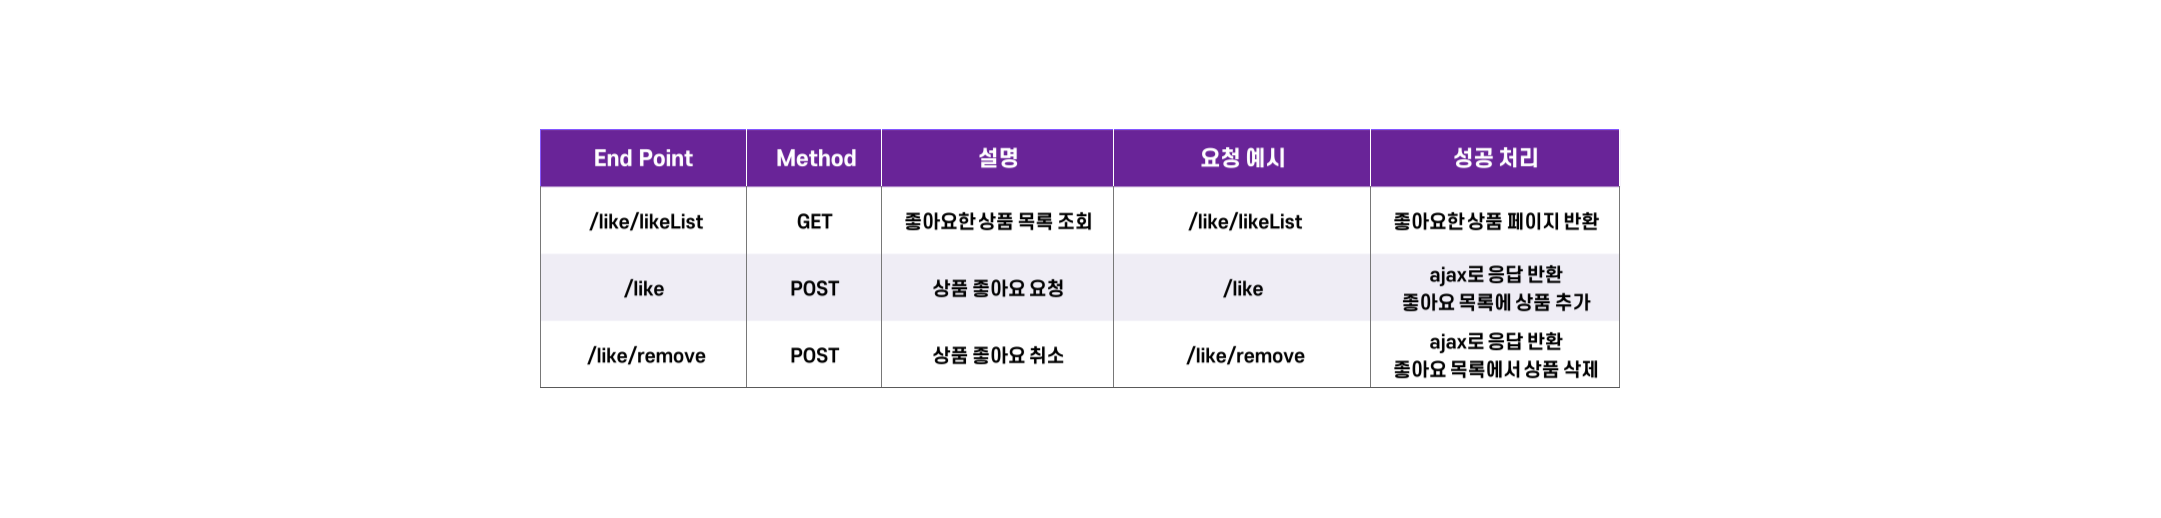 End Point Method 설명 요청 예시 성공 처리
/like/likeList GET 좋아요한 상품 목록 조회 /like/likeList 좋아요한 상품 페이지 반환
/like POST 상품 좋아요 요청 /like ajax로 응답 반환
좋아요 목록에 상품 추가
/like/remove POST 상품 좋아요 취소 /like/remove ajax로 응답 반환
좋아요 목록에서 상품 삭제